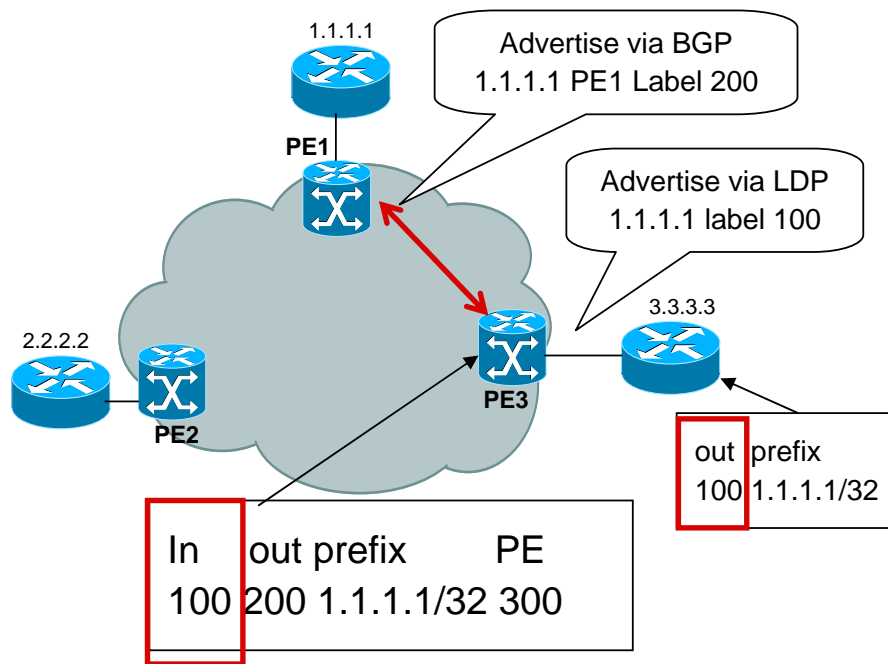 1.1.1.1
Advertise via BGP
1.1.1.1 PE1 Label 200
PE1
Advertise via LDP
1.1.1.1 label 100
3.3.3.3
2.2.2.2
PE3
PE2
out prefix
100 1.1.1.1/32
In out prefix PE
100 200 1.1.1.1/32 300